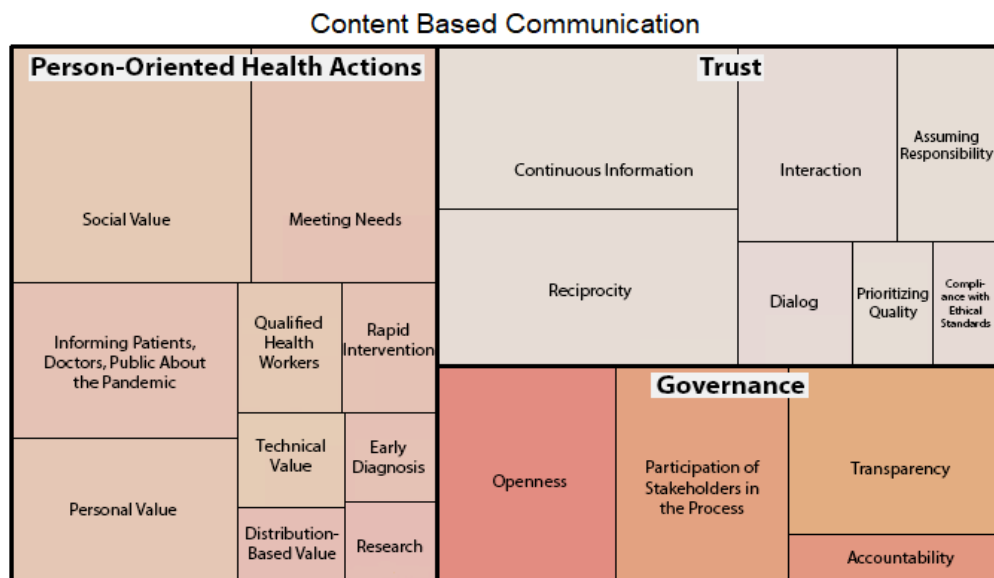 Content Based Communication
Person-Oriented Health Actions
Social Value
Meeting Needs
Informing Patients,
Doctors, Public About
the Pandemic
Qualified
Health
Workers
Rapid
Intervention
Personal Value
Technical
Value
Early
Diagnosis
Distribution-
Based Value
Research
Trust
Continuous Information
Interaction
Assuming
Responsibility
Reciprocity
Dialog
Prioritizing
Quality
Compli-
ance with
Ethical
Standards
Governance
Openness
Participation of
Stakeholders in
the Process
Transparency
Accountability